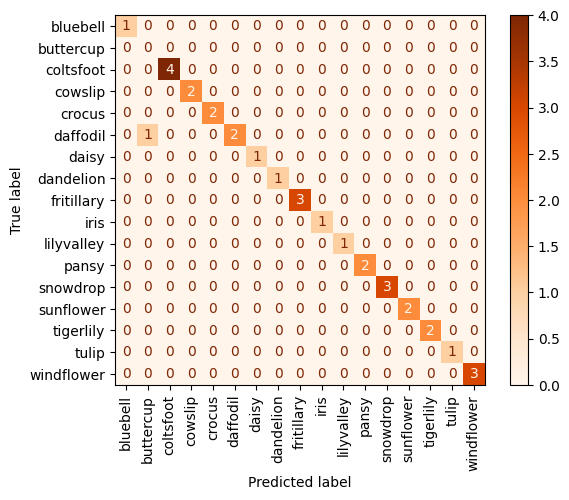 True label
bluebell 1 0 0 0 0 0 0 0 0 0 0 0 0 0 0 0 0
buttercup 0 0 0 0 0 0 0 0 0 0 0 0 0 0 0 0 0
coltsfoot 0 0 4 0 0 0 0 0 0 0 0 0 0 0 0 0 0
cowslip 0 0 0 2 0 0 0 0 0 0 0 0 0 0 0 0 0
crocus 0 0 0 0 2 0 0 0 0 0 0 0 0 0 0 0 0
daffodil 0 1 0 0 0 2 0 0 0 0 0 0 0 0 0 0 0
daisy 0 0 0 0 0 0 1 0 0 0 0 0 0 0 0 0 0
dandelion 0 0 0 0 0 0 0 1 0 0 0 0 0 0 0 0 0
fritillary 0 0 0 0 0 0 0 0 3 0 0 0 0 0 0 0 0
iris 0 0 0 0 0 0 0 0 0 1 0 0 0 0 0 0 0
lilyvalley 0 0 0 0 0 0 0 0 0 0 1 0 0 0 0 0 0
pansy 0 0 0 0 0 0 0 0 0 0 0 2 0 0 0 0 0
snowdrop 0 0 0 0 0 0 0 0 0 0 0 0 3 0 0 0 0
sunflower 0 0 0 0 0 0 0 0 0 0 0 0 0 2 0 0 0
tigerlily 0 0 0 0 0 0 0 0 0 0 0 0 0 0 2 0 0
tulip 0 0 0 0 0 0 0 0 0 0 0 0 0 0 0 1 0
windflower 0 0 0 0 0 0 0 0 0 0 0 0 0 0 0 0 3
bluebell
buttercup
coltsfoot
cowslip
crocus
daffodil
daisy
dandelion
fritillary
iris
lilyvalley
pansy
snowdrop
sunflower
tigerlily
tulip
windflower
Predicted label
4.0
3.5
3.0
2.5
2.0
1.5
1.0
0.5
0.0